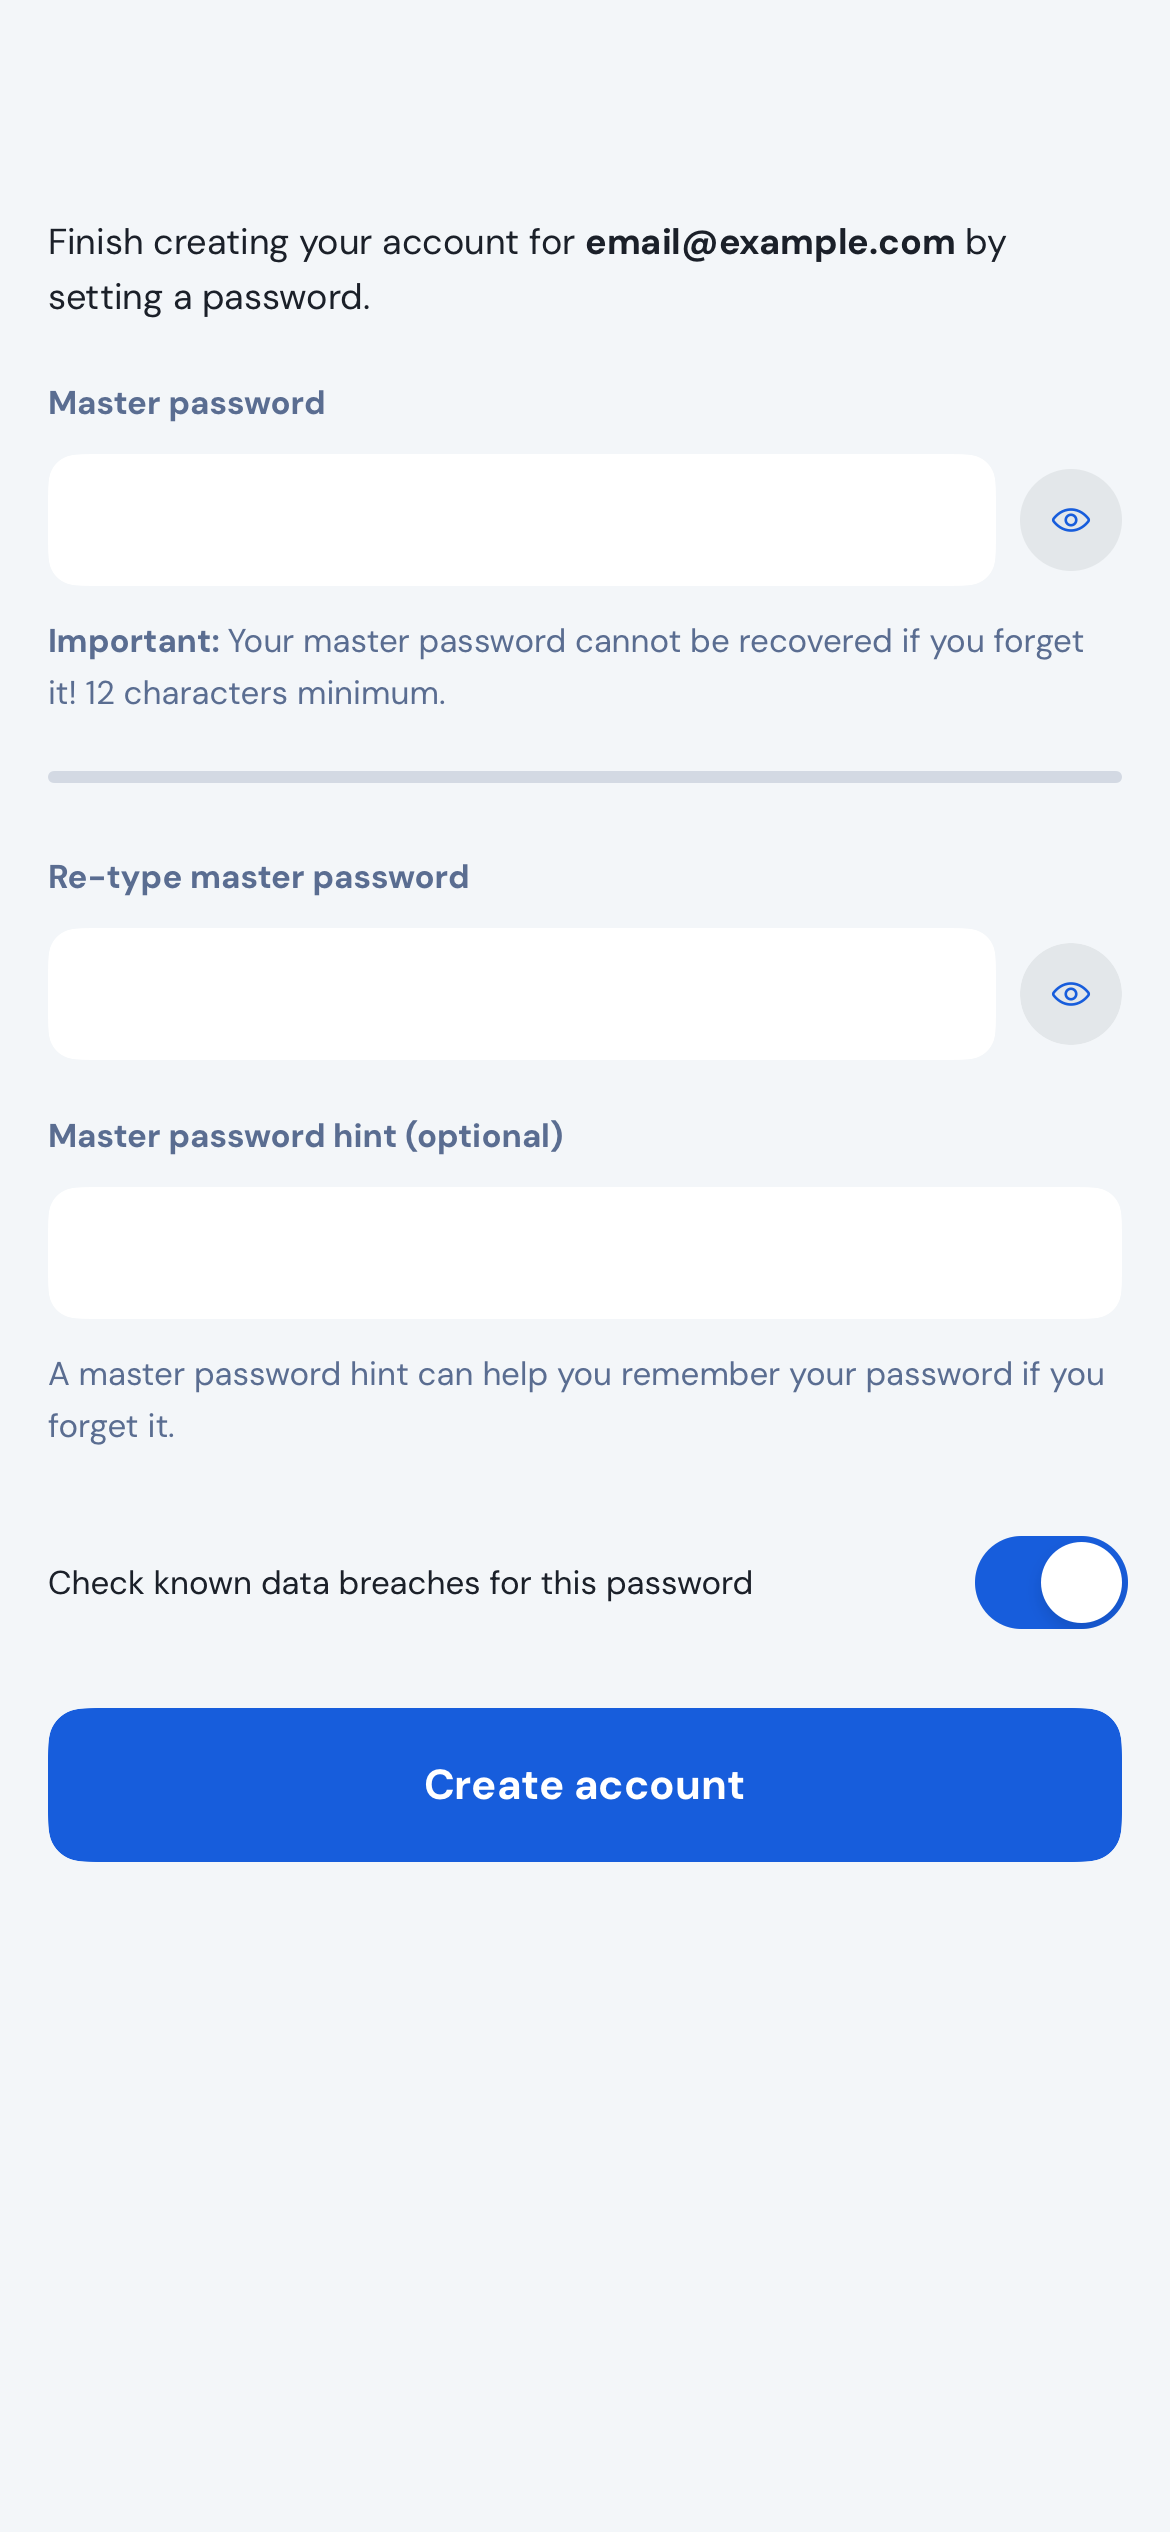 Finish creating your account for email@example.com by
setting a password.
Master password
Important: Your master password cannot be recovered if you forget
it! 12 characters minimum.
Re-type master password
Master password hint (optional)
A master password hint can help you remember your password if you
forget it.
Check known data breaches for this password
Create account